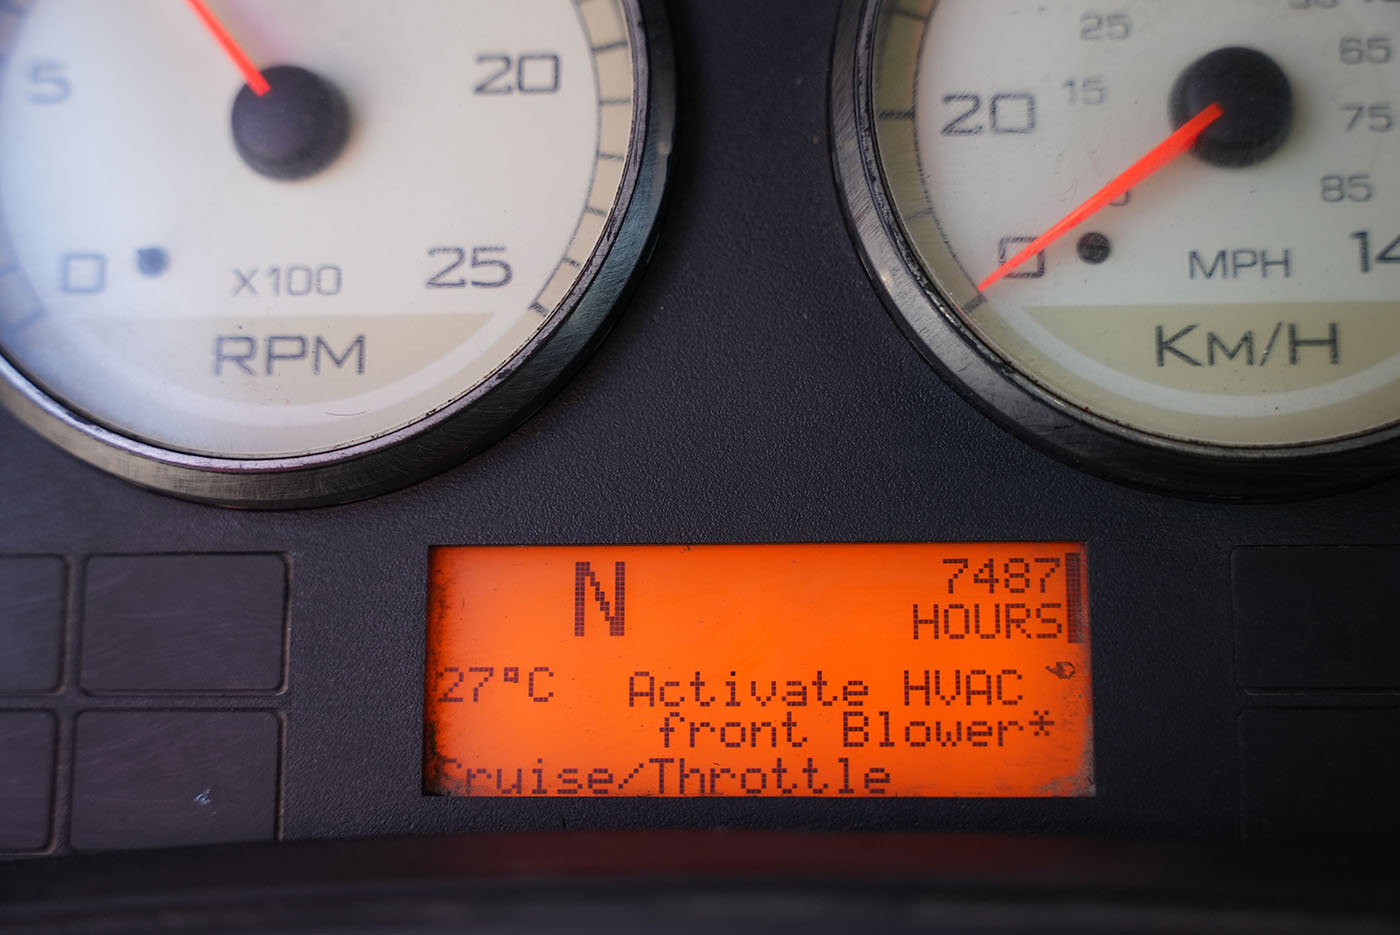 5
20
0
25
X100
RPM
25
65
20
15
75
85
0
MPH
14
Km/H
N
7487
HOURS
27°C
Activate HVAC
front Blower*
Cruise/Throttle